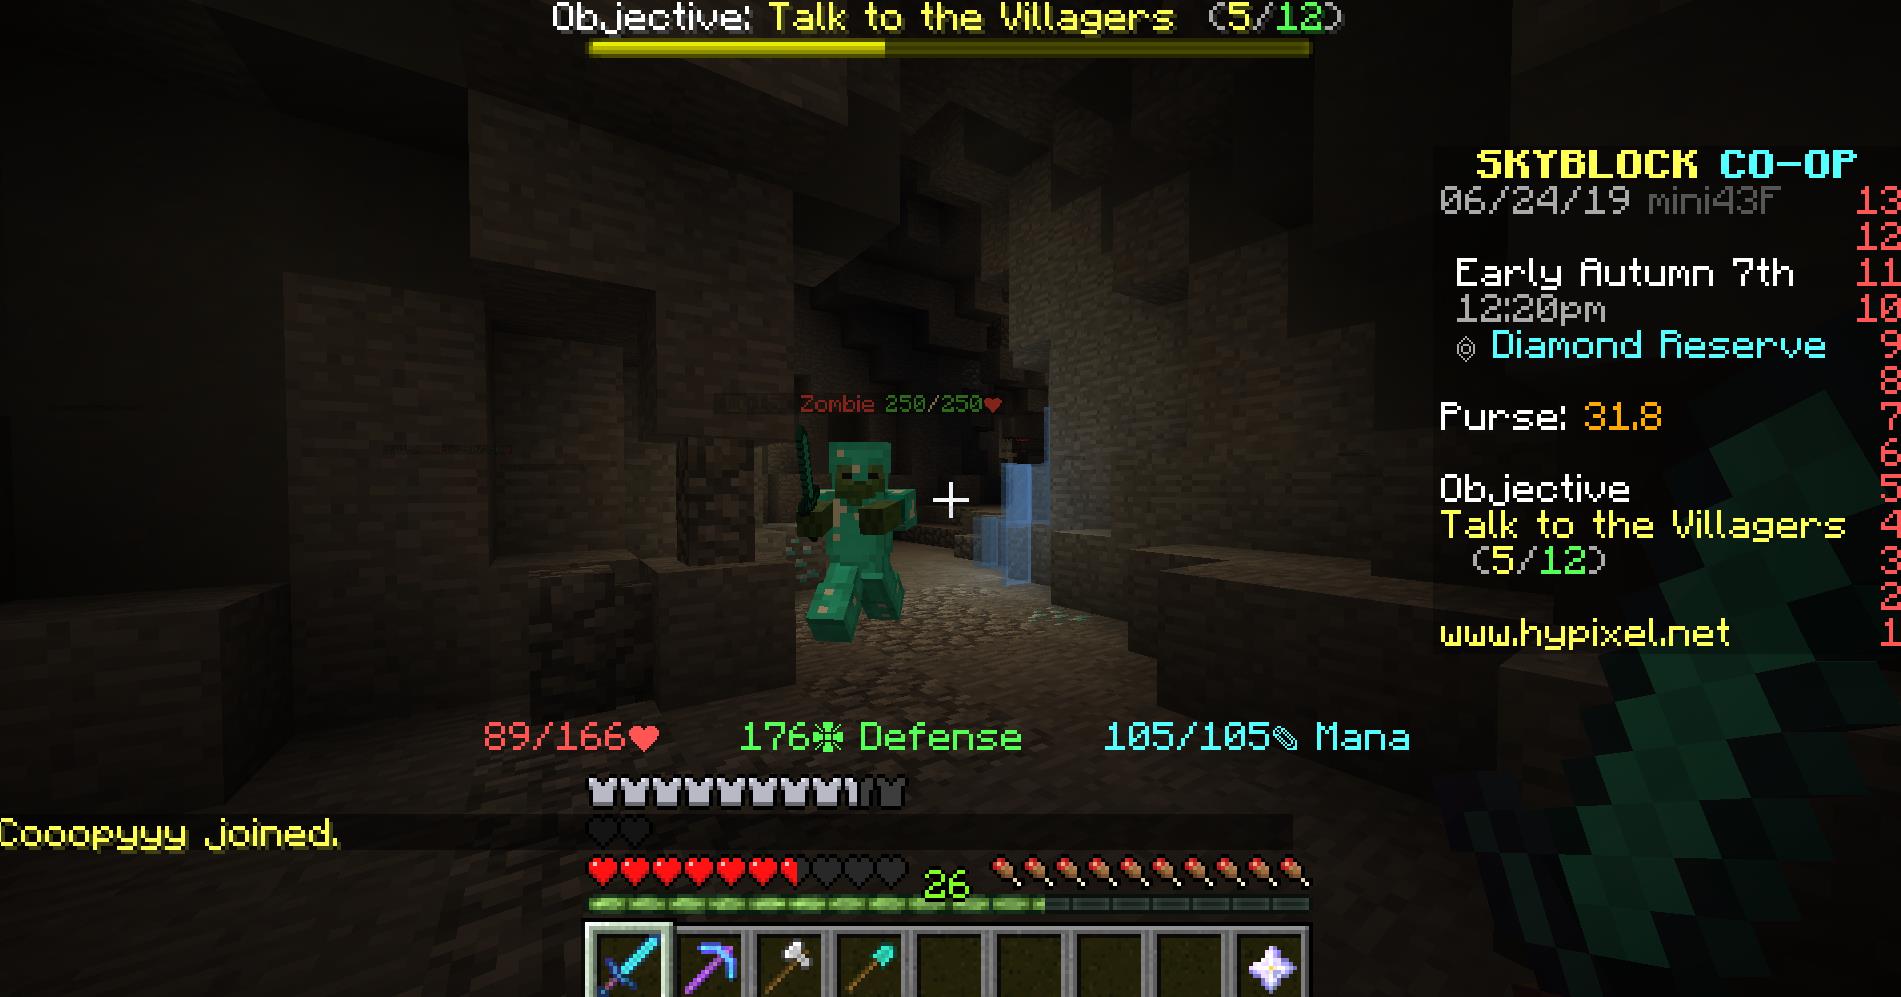 Objective: Talk to the Villagers (5/12)
SKYBLOCK CO-OP
06/24/19 mini43F 13
12
Early Autumn 7th 11
12:20pm 10
Diamond Reserve 9
8
Purse: 31.8 7
6
Objective 5
Talk to the Villagers 4
(5/12) 3
2
www.hypixel.net 1
Zombie 250/250❤
89/166❤ 176 Defense 105/105✎ Mana
Cooopyyy joined.
26